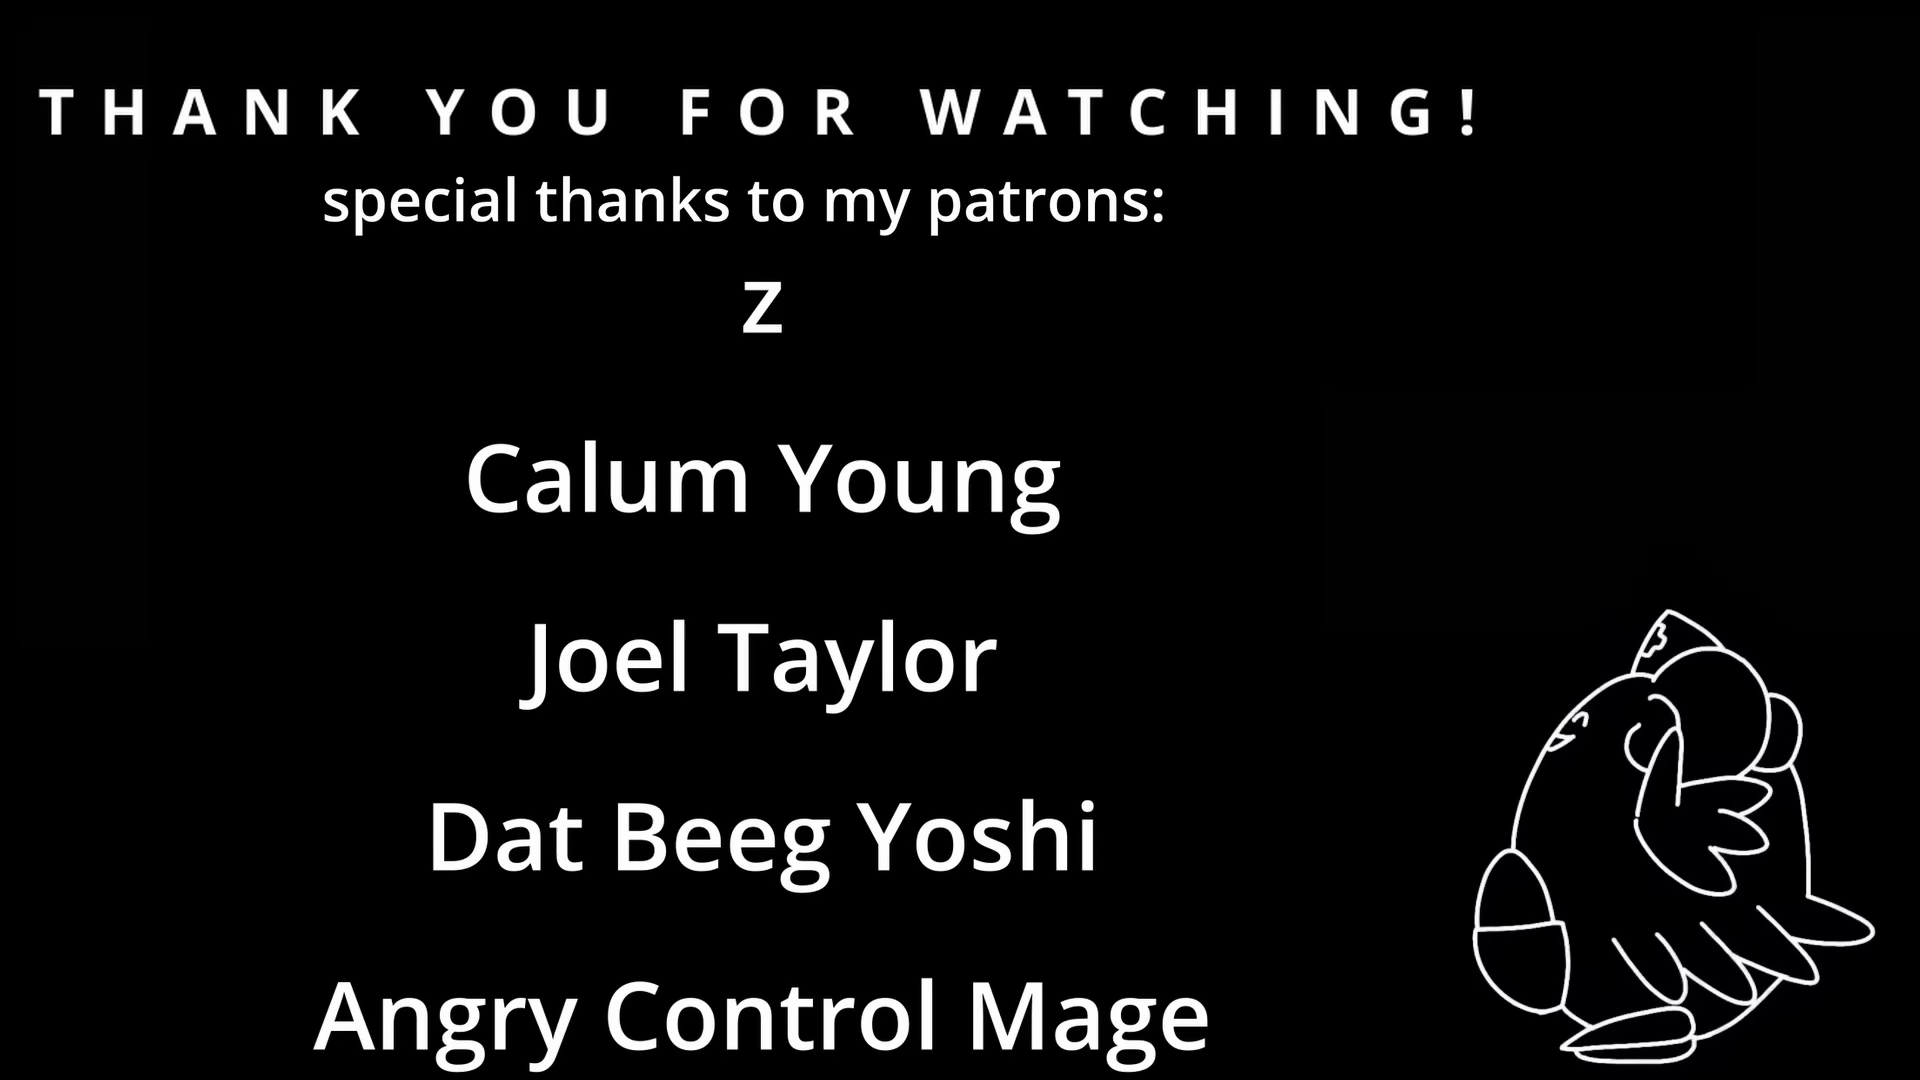 THANK YOU FOR WATCHING!
special thanks to my patrons:
Z
Calum Young
Joel Taylor
Dat Beeg Yoshi
Angry Control Mage